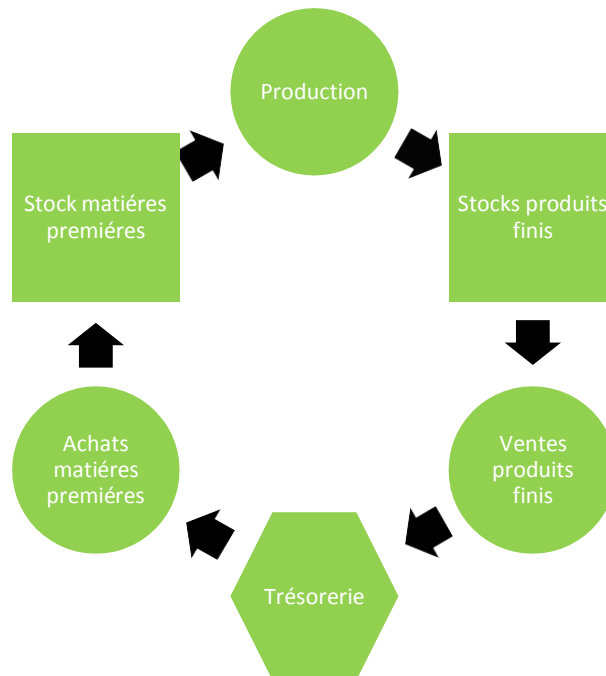 Production
Stock matiéres
premiéres
Stocks produits
finis
Achats
matiéres
premiéres
Ventes
produits
finis
Trésorerie